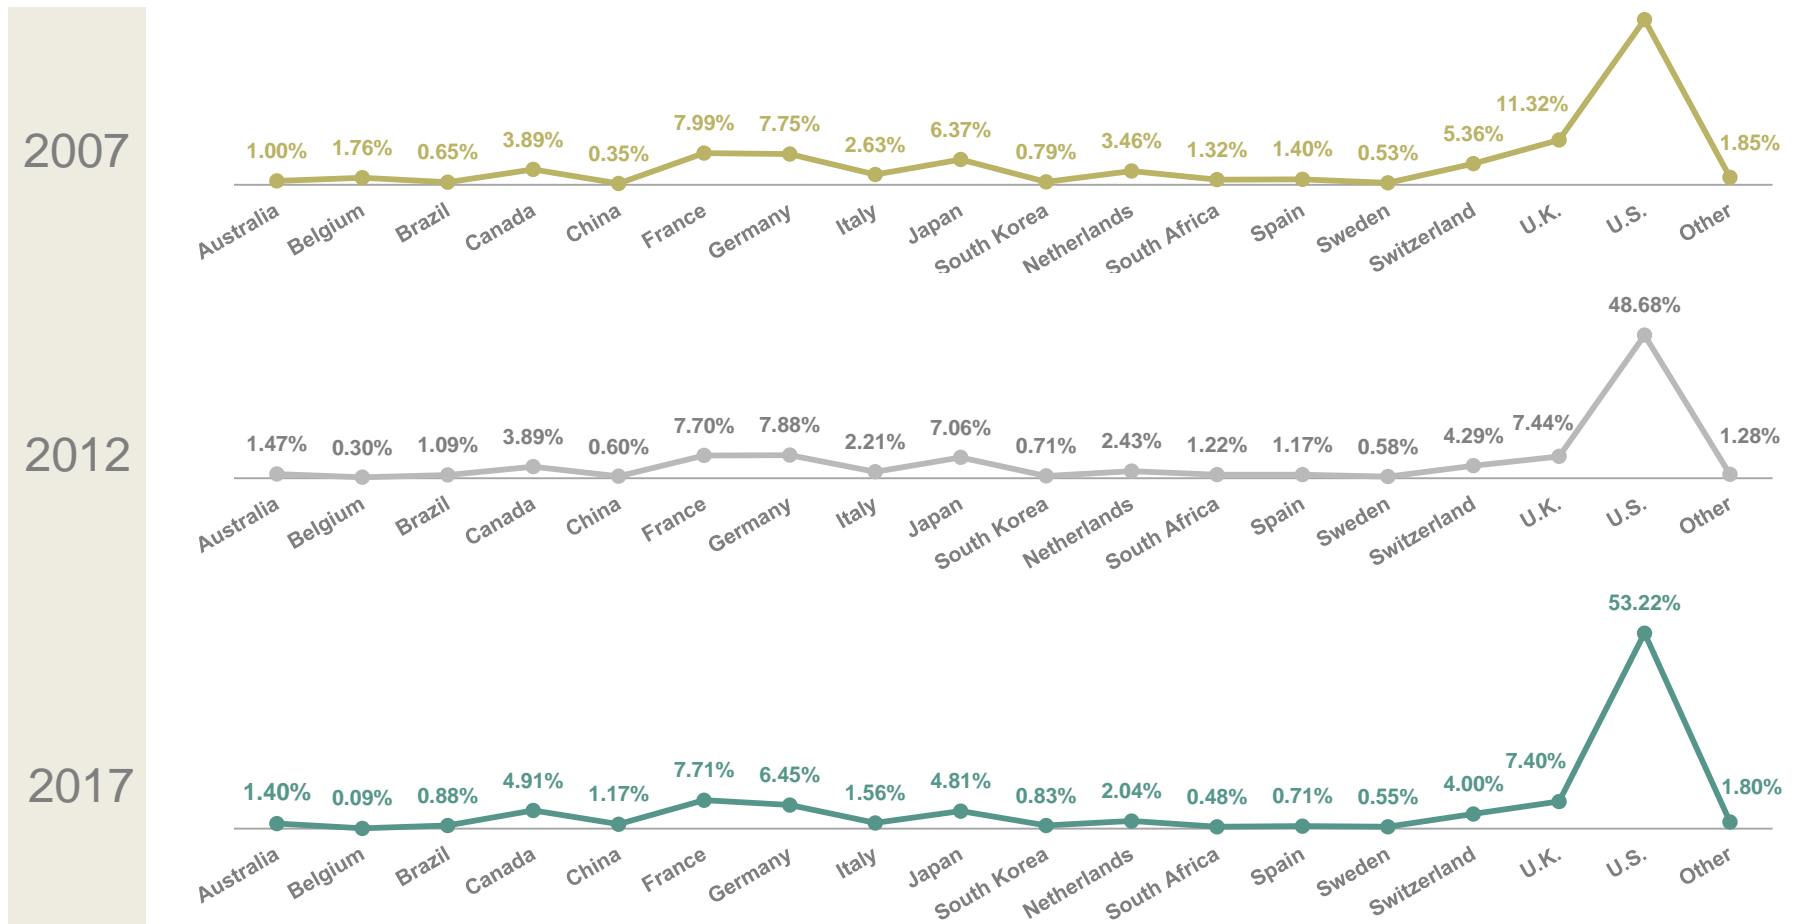 2007
1.00% 1.76% 0.65% 3.89% 0.35% 7.99% 7.75% 2.63% 6.37% 0.79% 3.46% 1.32% 1.40% 0.53% 5.36% 11.32% 1.85%
Australia Belgium Brazil Canada China France Germany Italy Japan South Korea Netherlands South Africa Spain Sweden Switzerland U.K. U.S. Other
2012
1.47% 0.30% 1.09% 3.89% 0.60% 7.70% 7.88% 2.21% 7.06% 0.71% 2.43% 1.22% 1.17% 0.58% 4.29% 7.44% 48.68% 1.28%
Australia Belgium Brazil Canada China France Germany Italy Japan South Korea Netherlands South Africa Spain Sweden Switzerland U.K. U.S. Other
2017
1.40% 0.09% 0.88% 4.91% 1.17% 7.71% 6.45% 1.56% 4.81% 0.83% 2.04% 0.48% 0.71% 0.55% 4.00% 7.40% 53.22% 1.80%
Australia Belgium Brazil Canada China France Germany Italy Japan South Korea Netherlands South Africa Spain Sweden Switzerland U.K. U.S. Other